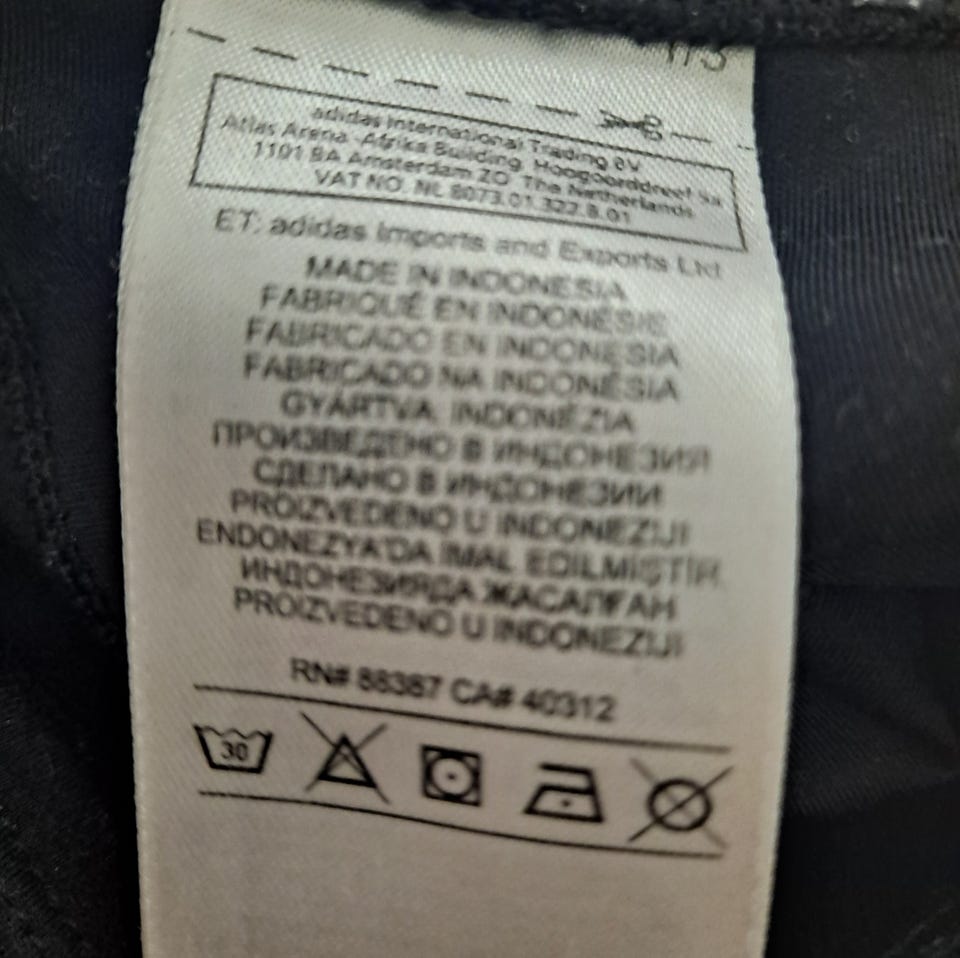 adidas International Trading BV
Atlas Arena, Afrika Building, Hoogoorddreef 9a
1101 BA Amsterdam ZO, The Netherlands
VAT NO. NL 8073.01.322.B.01
ET: adidas Imports and Exports Ltd
MADE IN INDONESIA
FABRIQUÉ EN INDONÉSIE
FABRICADO EN INDONESIA
FABRICADO NA INDONÉSIA
GYÁRTVA: INDONÉZIA
ПРОИЗВЕДЕНО В ИНДОНЕЗИЯ
СДЕЛАНО В ИНДОНЕЗИИ
PROIZVEDENO U INDONEZIJI
ENDONEZYA'DA İMAL EDİLMİŞTİR.
ИНДОНЕЗИЯДА ЖАСАЛҒАН
PROIZVEDENO U INDONEZIJI
RN# 88387 CA# 40312
30